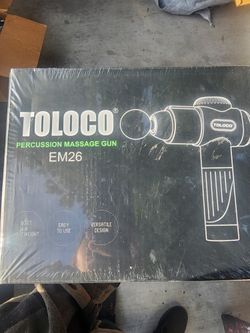 TOLOCO®
TOLOCO
PERCUSSION MASSAGE GUN
EM26
EASY
TO USE
VERSATILE
DESIGN